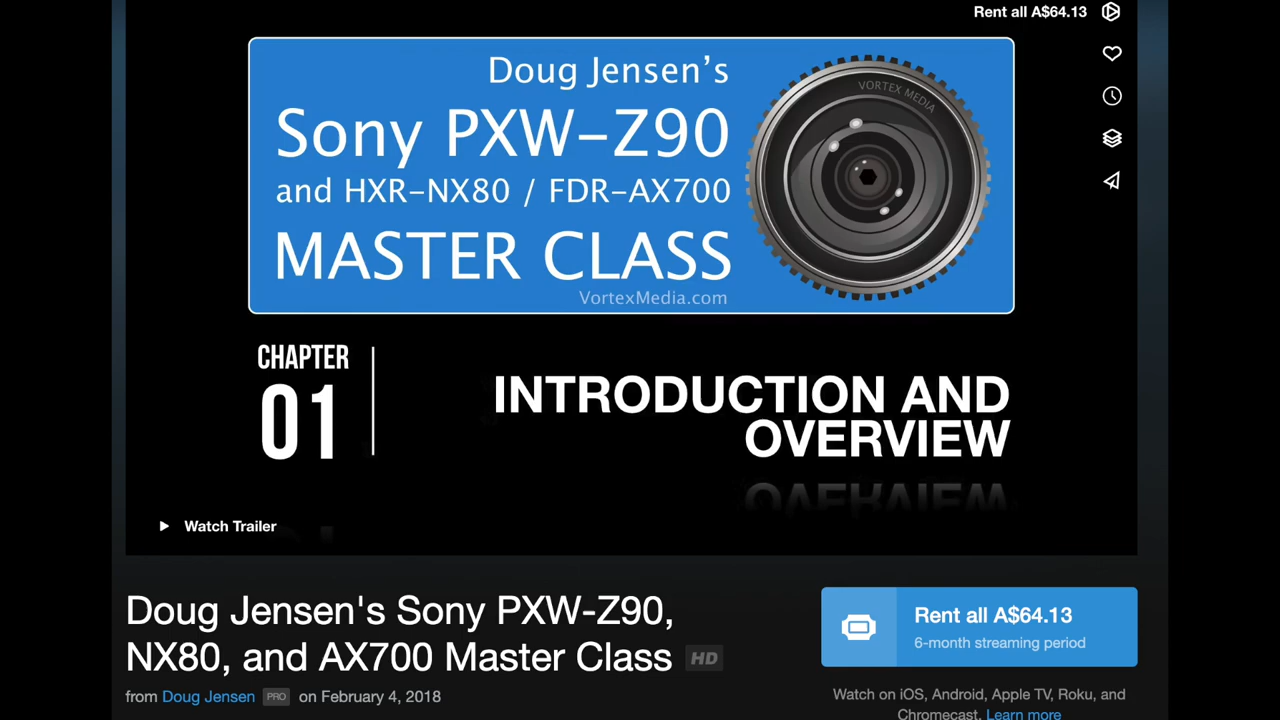 Rent all A$64.13
Doug Jensen's
Sony PXW-Z90
and HXR-NX80 / FDR-AX700
MASTER CLASS
VortexMedia.com
VORTEX MEDIA
CHAPTER
01
INTRODUCTION AND
OVERVIEW
Watch Trailer
Doug Jensen's Sony PXW-Z90,
NX80, and AX700 Master Class HD
from Doug Jensen PRO on February 4, 2018
Rent all A$64.13
6-month streaming period
Watch on iOS, Android, Apple TV, Roku, and
Chromecast. Learn more